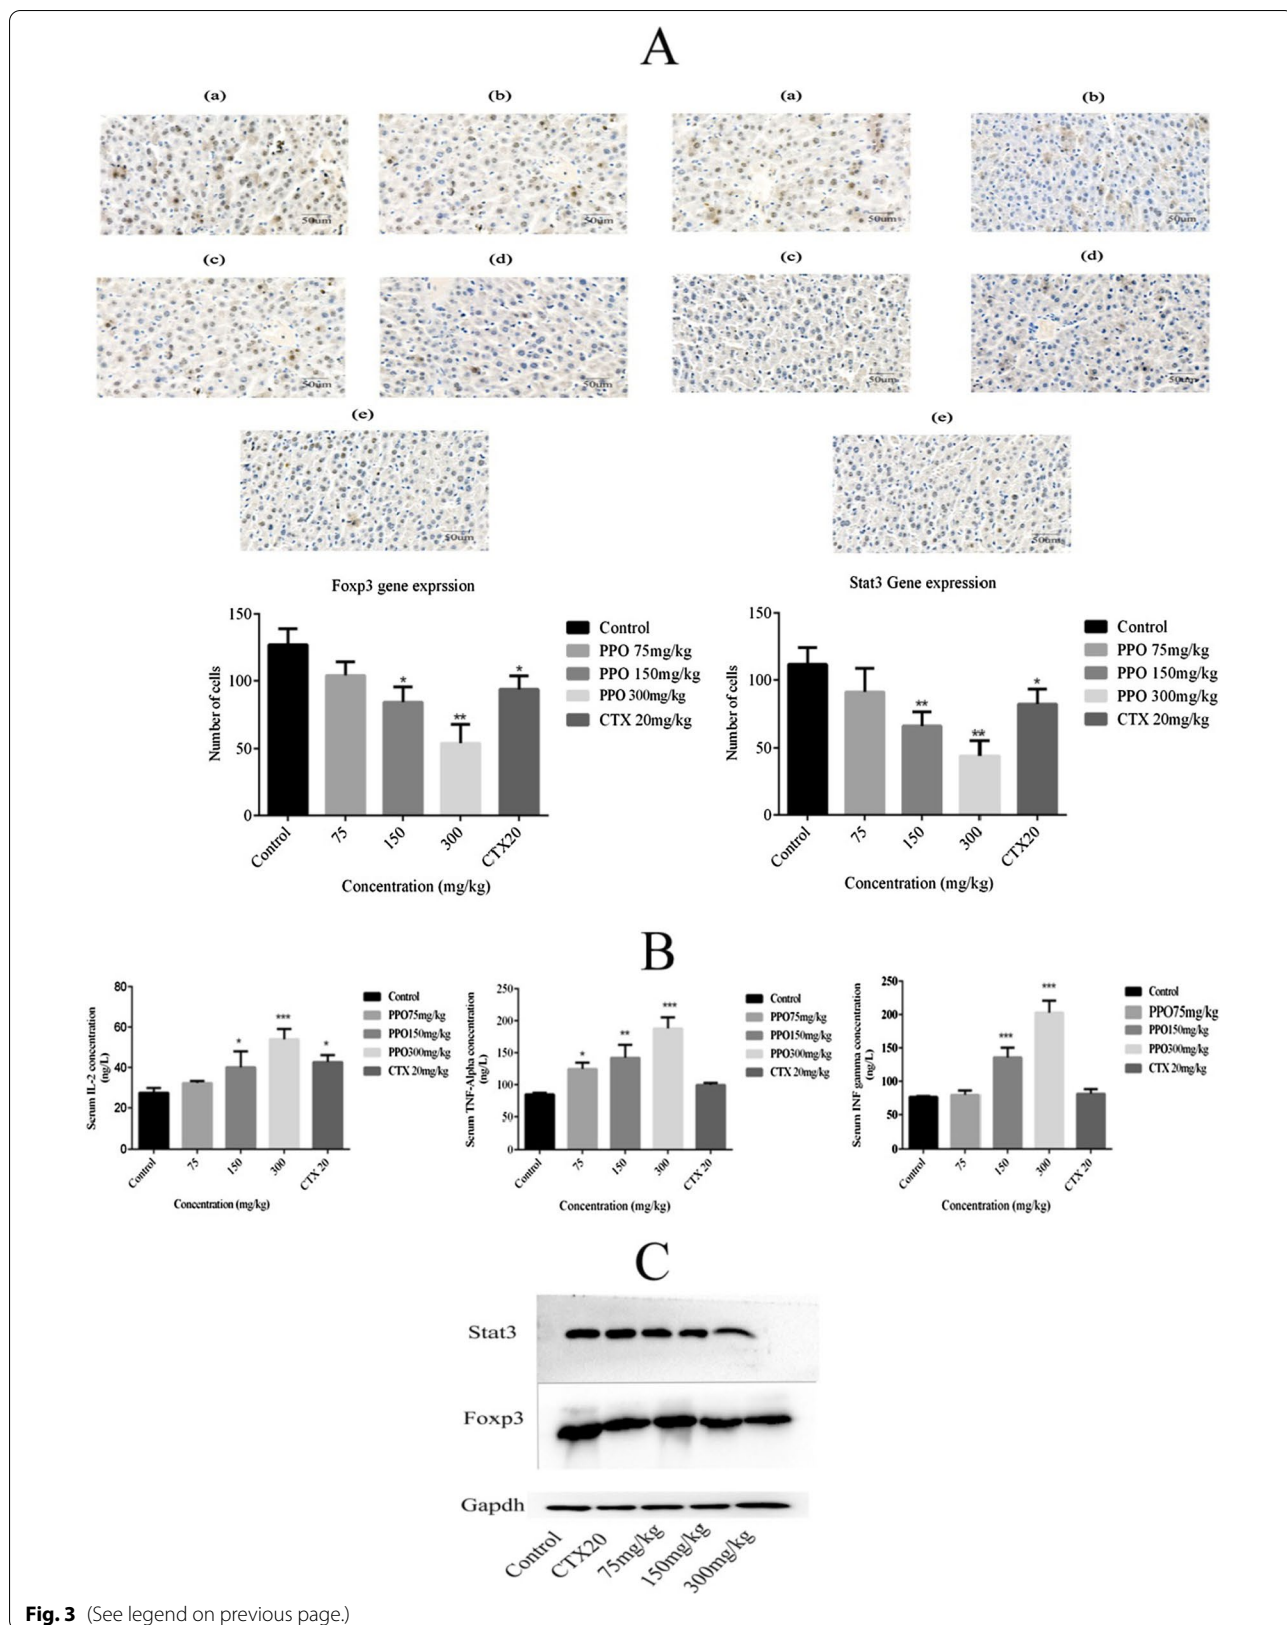 A
(a) (b) (a) (b)
50um 50um 50um 50um
(c) (d) (c) (d)
50um 50um 50um 50um
(e) (e)
50um 50um
Foxp3 gene exprssion
150
100
50
0
Number of cells
* ** *
Control
PPO 75mg/kg
PPO 150mg/kg
PPO 300mg/kg
CTX 20mg/kg
Control 75 150 300 CTX20
Concentration (mg/kg)
Stat3 Gene expression
150
100
50
0
Number of cells
** ** *
Control
PPO 75mg/kg
PPO 150mg/kg
PPO 300mg/kg
CTX 20mg/kg
Control 75 150 300 CTX20
Concentration (mg/kg)
B
80
60
40
20
0
Serum IL-2 concentration
(ng/L)
* *** *
Control
PPO75mg/kg
PPO150mg/kg
PPO300mg/kg
CTX 20mg/kg
Control 75 150 300 CTX 20
Concentration (mg/kg)
250
200
150
100
50
0
Serum TNF-Alpha concentration
(ng/L)
* ** ***
Control
PPO75mg/kg
PPO150mg/kg
PPO300mg/kg
CTX 20mg/kg
Control 75 150 300 CTX 20
Concentration (mg/kg)
250
200
150
100
50
0
Serum INF gamma concentration
(ng/L)
*** ***
Control
PPO75mg/kg
PPO150mg/kg
PPO300mg/kg
CTX 20mg/kg
Control 75 150 300 CTX 20
Concentration (mg/kg)
C
Stat3
Foxp3
Gapdh
Control CTX20 75mg/kg 150mg/kg 300mg/kg
Fig. 3 (See legend on previous page.)